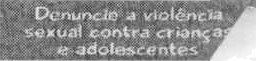 Denuncie a violência
sexual contra crianças
e adolescentes